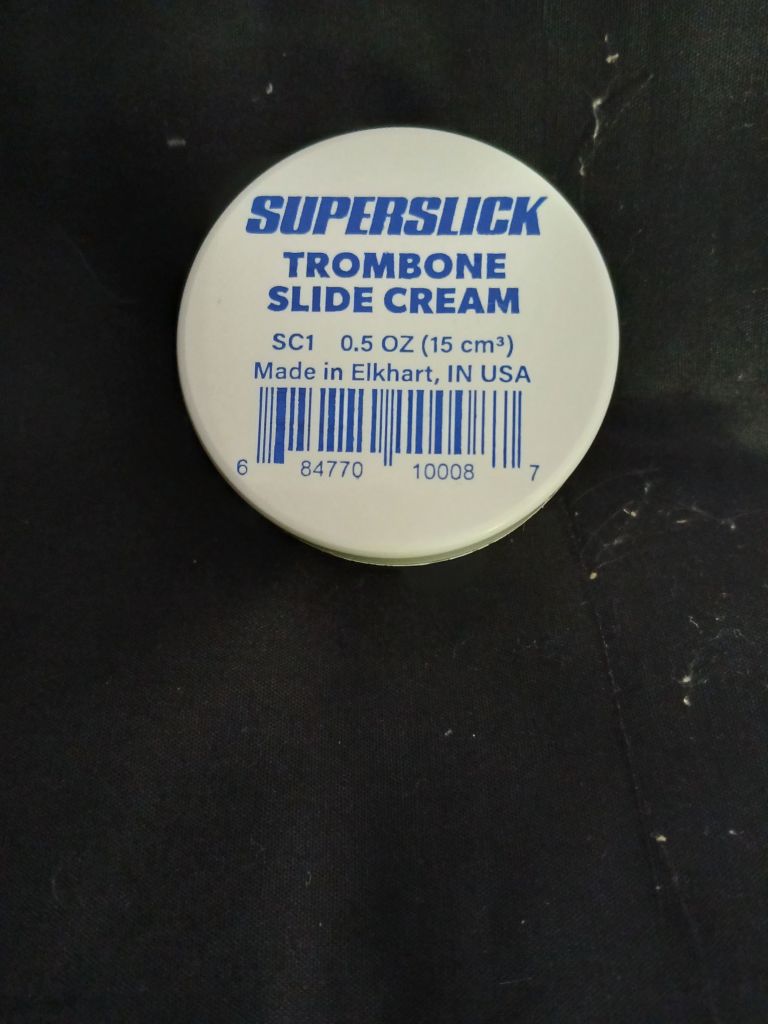 SUPERSLICK
TROMBONE
SLIDE CREAM
SC1 0.5 OZ (15 cm³)
Made in Elkhart, IN USA
6 84770 10008 7